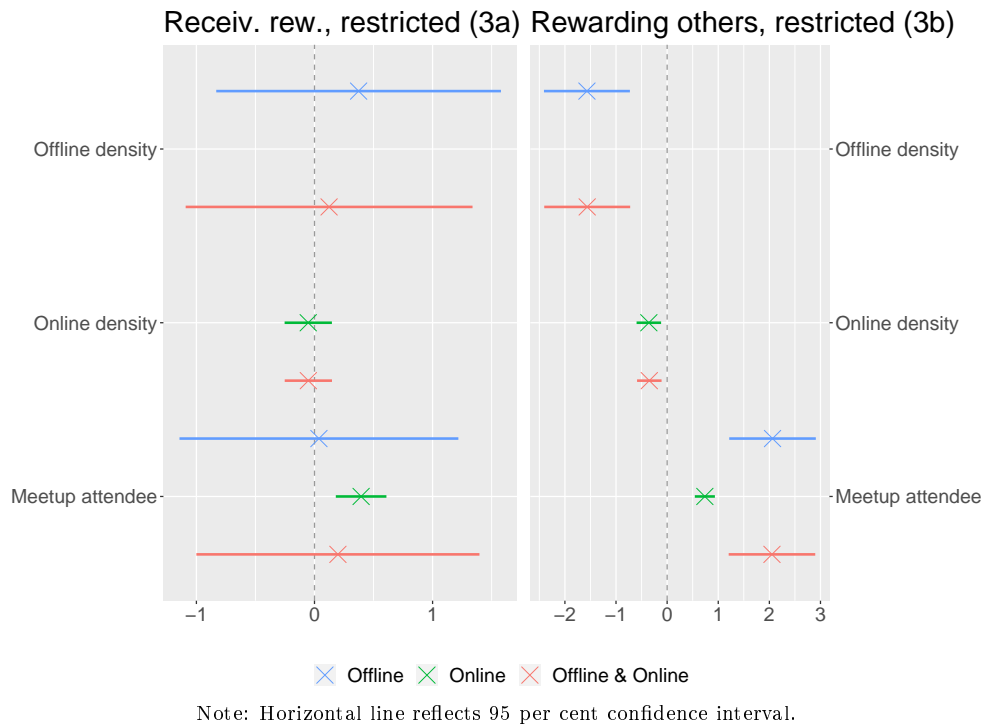 Receiv. rew., restricted (3a) Rewarding others, restricted (3b)
Offline density Offline density
Online density Online density
Meetup attendee Meetup attendee
−1 0 1 −2 −1 0 1 2 3
Offline Online Offline & Online
Note: Horizontal line reflects 95 per cent confidence interval.